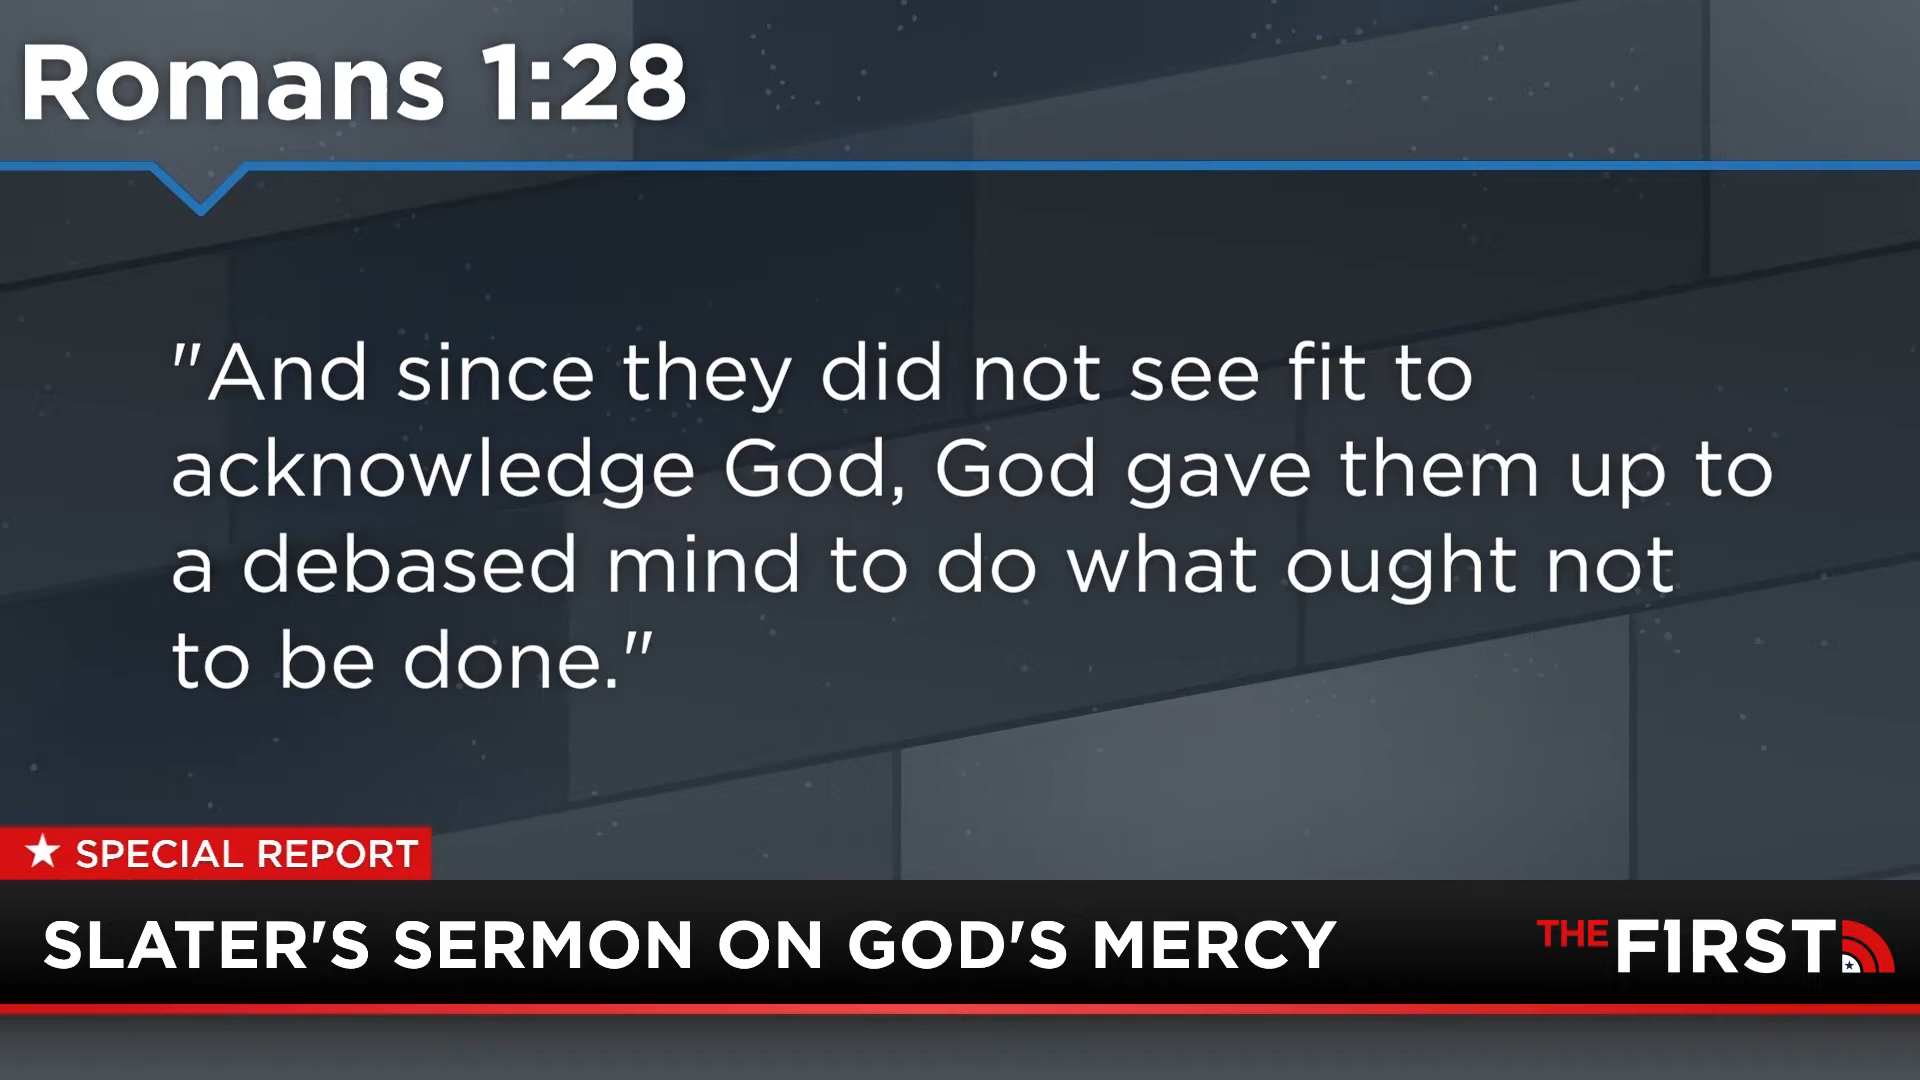 Romans 1:28
"And since they did not see fit to
acknowledge God, God gave them up to
a debased mind to do what ought not
to be done."
★ SPECIAL REPORT
SLATER'S SERMON ON GOD'S MERCY
THE F1RST